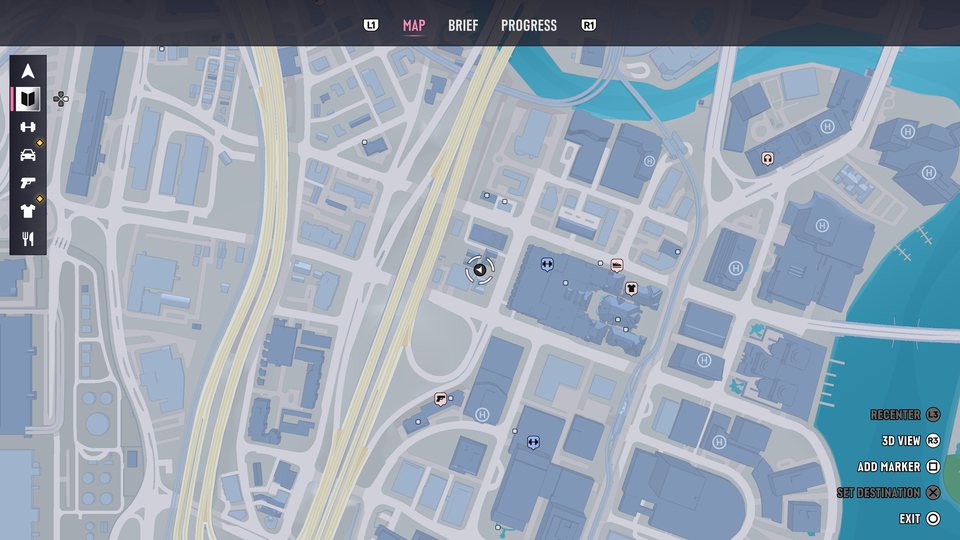 L1 MAP BRIEF PROGRESS R1
H
H
H
H
H
H
H
H
H
RECENTER L3
3D VIEW R3
ADD MARKER
SET DESTINATION
EXIT